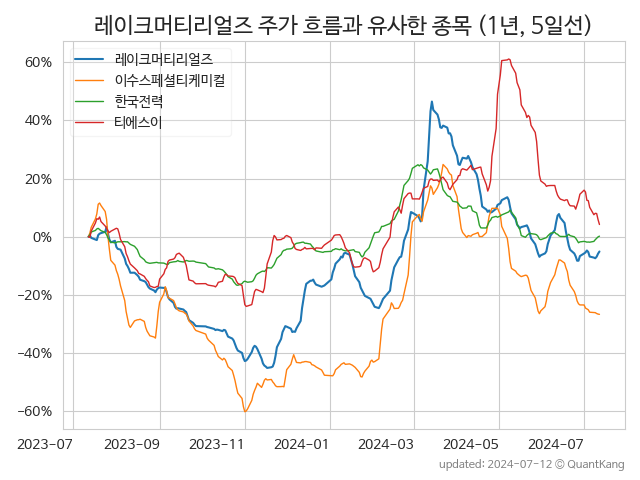 레이크머티리얼즈 주가 흐름과 유사한 종목 (1년, 5일선)
레이크머티리얼즈
이수스페셜티케미컬
한국전력
티에스이
60%
40%
20%
0%
−20%
−40%
−60%
2023-07 2023-09 2023-11 2024-01 2024-03 2024-05 2024-07
updated: 2024-07-12 © QuantKang